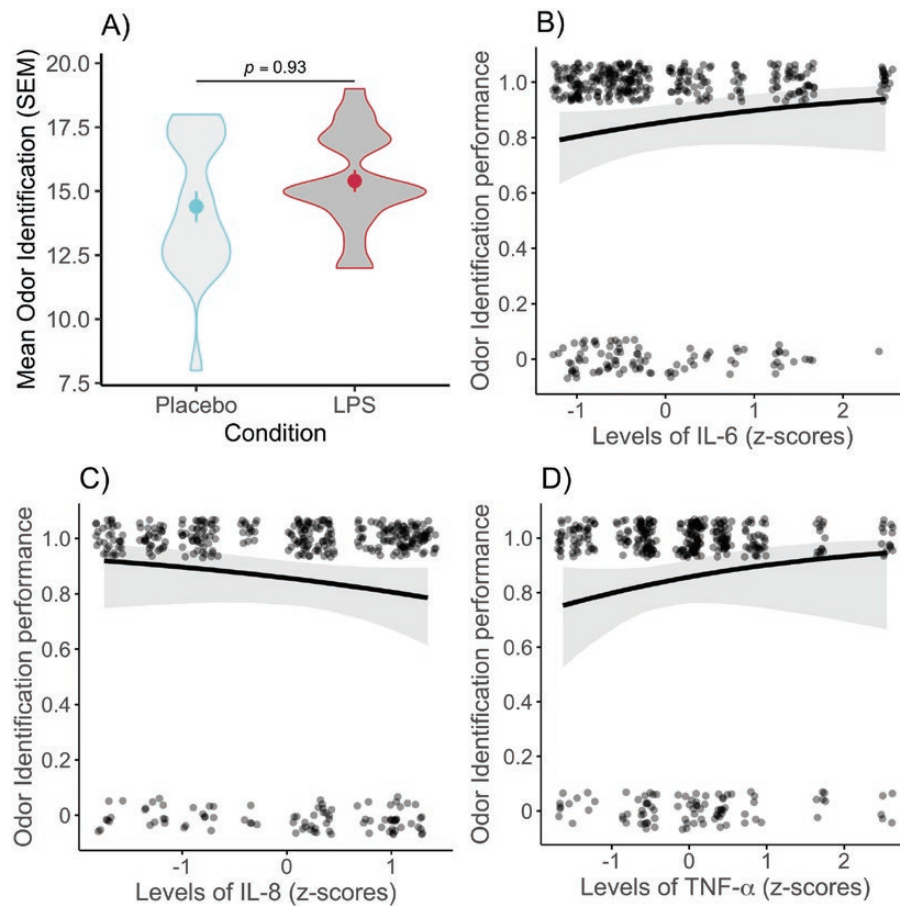 A)
Mean Odor Identification (SEM)
20.0
17.5
15.0
12.5
10.0
7.5
p = 0.93
Placebo
LPS
Condition
B)
Odor Identification performance
1.0
0.8
0.6
0.4
0.2
0
-1
0
1
2
Levels of IL-6 (z-scores)
C)
Odor Identification performance
1.0
0.8
0.6
0.4
0.2
0
-1
0
1
Levels of IL-8 (z-scores)
D)
Odor Identification performance
1.0
0.8
0.6
0.4
0.2
0
-1
0
1
2
Levels of TNF-α (z-scores)